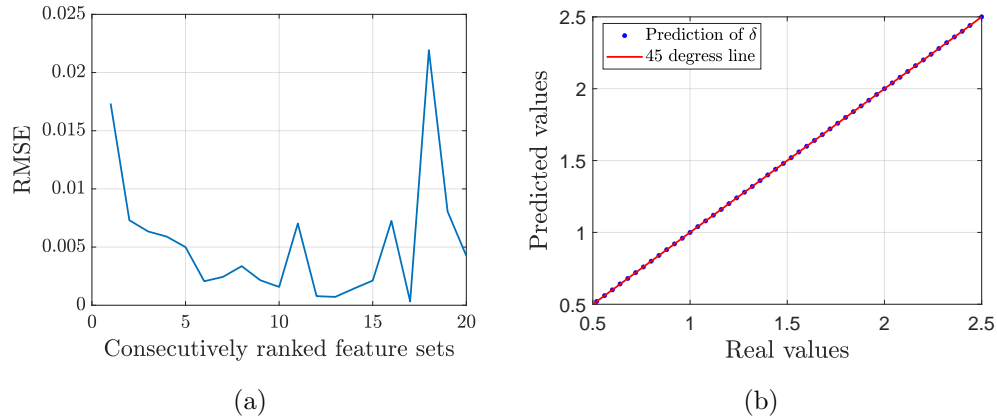 0.025
0.02
0.015
0.01
0.005
0
0
5
10
15
20
RMSE
Consecutively ranked feature sets
(a)
Prediction of δ
45 degress line
2.5
2
1.5
1
0.5
0.5
1
1.5
2
2.5
Predicted values
Real values
(b)